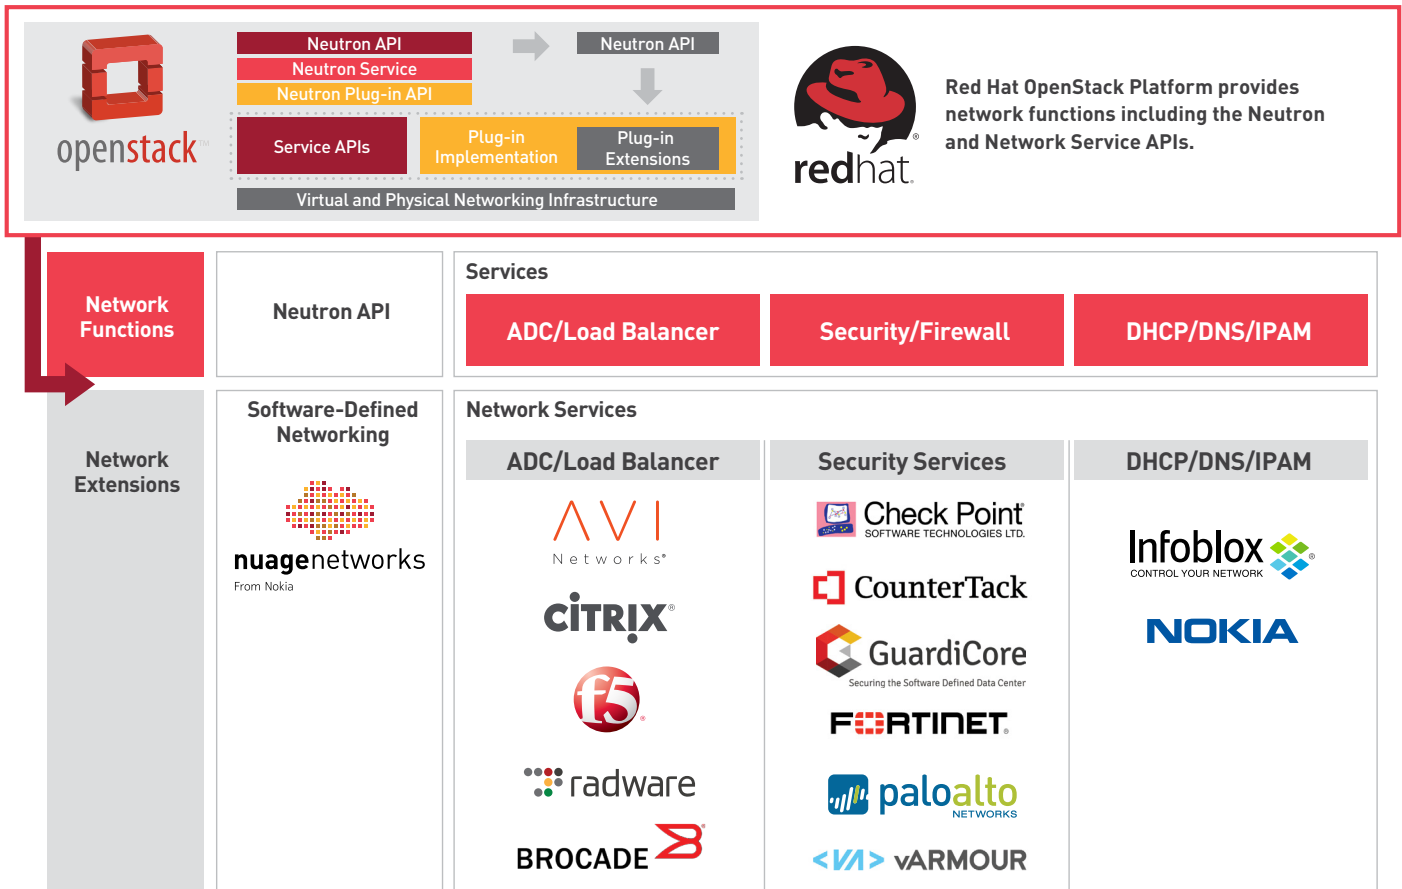 openstack™
Neutron API
Neutron Service
Neutron Plug-in API
Neutron API
Service APIs
Plug-in
Implementation
Plug-in
Extensions
Virtual and Physical Networking Infrastructure
redhat®
Red Hat OpenStack Platform provides
network functions including the Neutron
and Network Service APIs.
Network
Functions
Neutron API
Services
ADC/Load Balancer
Security/Firewall
DHCP/DNS/IPAM
Network
Extensions
Software-Defined
Networking
nuagenetworks
From Nokia
Network Services
ADC/Load Balancer
AVI
Networks®
CİTRIX®
f5®
radware
BROCADE®
Security Services
Check Point®
SOFTWARE TECHNOLOGIES LTD.
CounterTack
GuardiCore
Securing the Software Defined Data Center
FORTINET®
paloalto
NETWORKS
<VA> vARMOUR
DHCP/DNS/IPAM
Infoblox®
CONTROL YOUR NETWORK
NOKIA